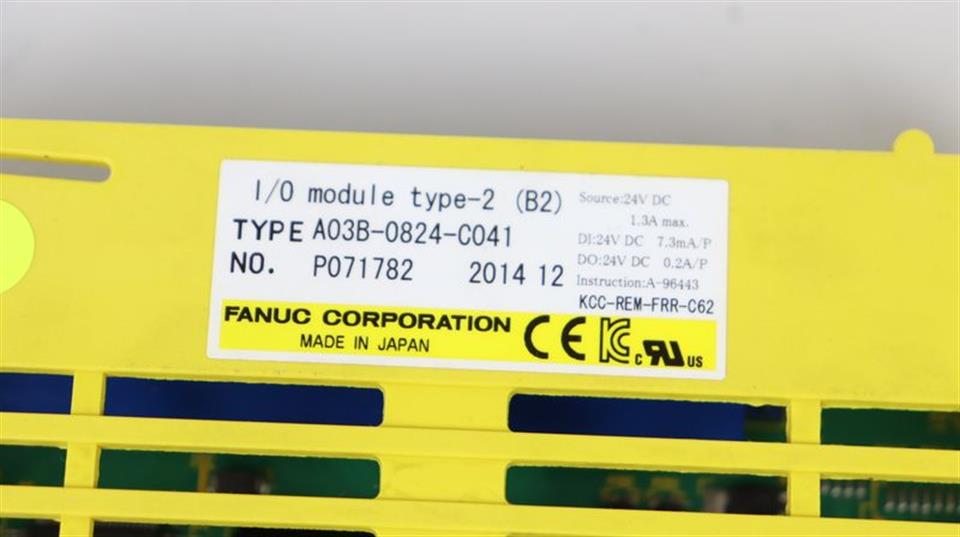 I/O module type-2 (B2)
TYPE A03B-0824-C041
NO. P071782 2014 12
Source:24V DC
1.3A max.
DI:24V DC 7.3mA/P
DO:24V DC 0.2A/P
Instruction:A-96443
KCC-REM-FRR-C62
FANUC CORPORATION
MADE IN JAPAN
CE
c US